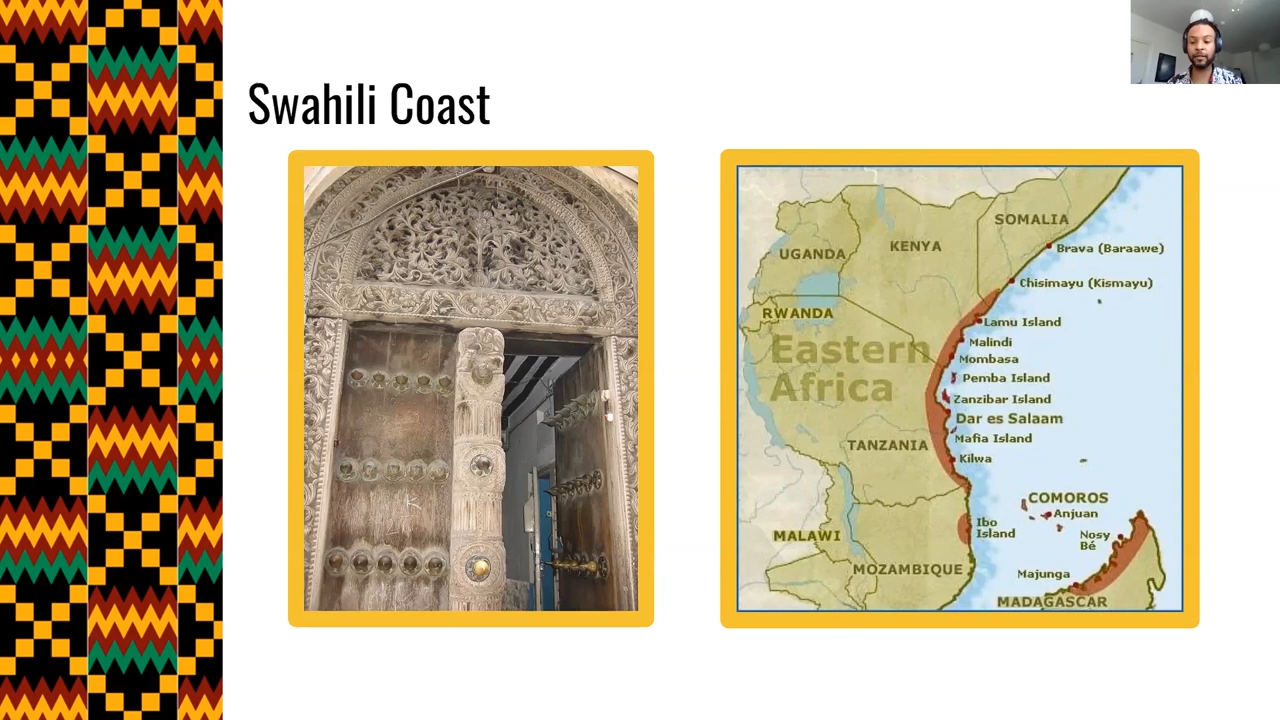 Swahili Coast
SOMALIA
UGANDA
KENYA
Brava (Baraawe)
Chisimayu (Kismayu)
RWANDA
Lamu Island
Eastern
Africa
Malindi
Mombasa
Pemba Island
Zanzibar Island
Dar es Salaam
TANZANIA
Mafia Island
Kilwa
COMOROS
Anjuan
Ibo
Island
MALAWI
Nosy
Bé
MOZAMBIQUE
Majunga
MADAGASCAR